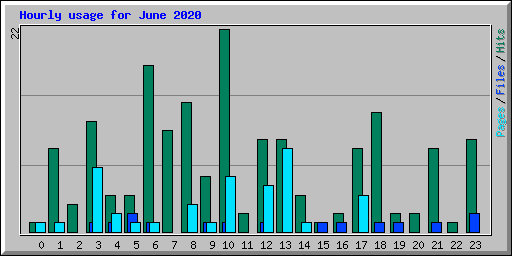 Hourly usage for June 2020
22
Pages / Files / Hits
0 1 2 3 4 5 6 7 8 9 10 11 12 13 14 15 16 17 18 19 20 21 22 23